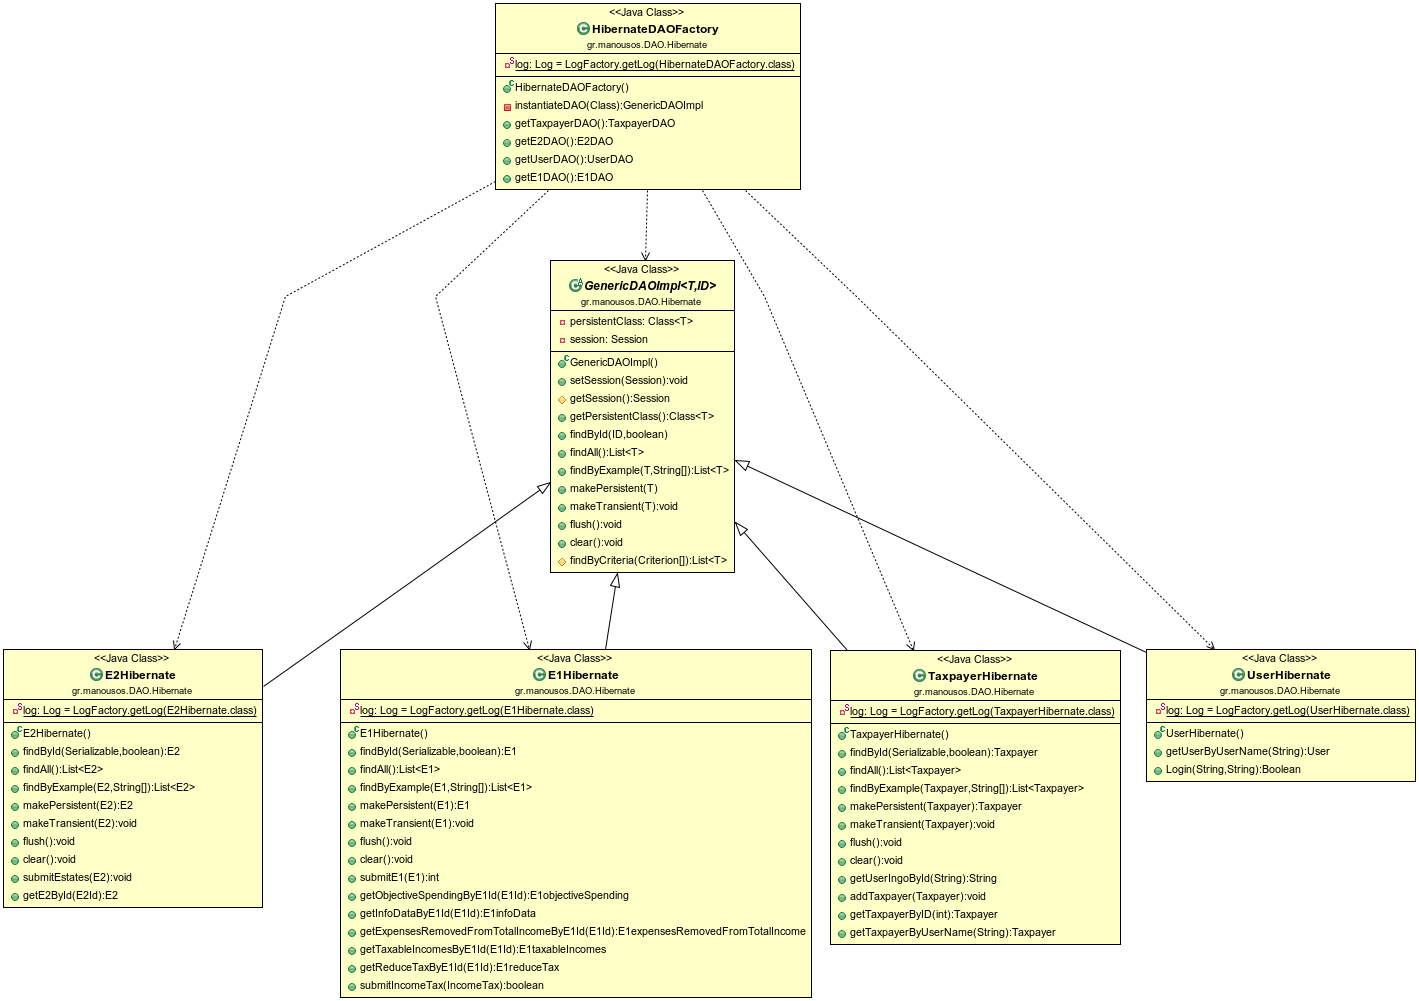 <<Java Class>>
HibernateDAOFactory
gr.manousos.DAO.Hibernate
log: Log = LogFactory.getLog(HibernateDAOFactory.class)
HibernateDAOFactory()
instantiateDAO(Class):GenericDAOImpl
getTaxpayerDAO():TaxpayerDAO
getE2DAO():E2DAO
getUserDAO():UserDAO
getE1DAO():E1DAO
<<Java Class>>
GenericDAOImpl<T,ID>
gr.manousos.DAO.Hibernate
persistentClass: Class<T>
session: Session
GenericDAOImpl()
setSession(Session):void
getSession():Session
getPersistentClass():Class<T>
findById(ID,boolean)
findAll():List<T>
findByExample(T,String[]):List<T>
makePersistent(T)
makeTransient(T):void
flush():void
clear():void
findByCriteria(Criterion[]):List<T>
<<Java Class>>
E2Hibernate
gr.manousos.DAO.Hibernate
log: Log = LogFactory.getLog(E2Hibernate.class)
E2Hibernate()
findById(Serializable,boolean):E2
findAll():List<E2>
findByExample(E2,String[]):List<E2>
makePersistent(E2):E2
makeTransient(E2):void
flush():void
clear():void
submitEstates(E2):void
getE2ById(E2Id):E2
<<Java Class>>
E1Hibernate
gr.manousos.DAO.Hibernate
log: Log = LogFactory.getLog(E1Hibernate.class)
E1Hibernate()
findById(Serializable,boolean):E1
findAll():List<E1>
findByExample(E1,String[]):List<E1>
makePersistent(E1):E1
makeTransient(E1):void
flush():void
clear():void
submitE1(E1):int
getObjectiveSpendingByE1Id(E1Id):E1objectiveSpending
getInfoDataByE1Id(E1Id):E1infoData
getExpensesRemovedFromTotalIncomeByE1Id(E1Id):E1expensesRemovedFromTotalIncome
getTaxableIncomesByE1Id(E1Id):E1taxableIncomes
getReduceTaxByE1Id(E1Id):E1reduceTax
submitIncomeTax(IncomeTax):boolean
<<Java Class>>
TaxpayerHibernate
gr.manousos.DAO.Hibernate
log: Log = LogFactory.getLog(TaxpayerHibernate.class)
TaxpayerHibernate()
findById(Serializable,boolean):Taxpayer
findAll():List<Taxpayer>
findByExample(Taxpayer,String[]):List<Taxpayer>
makePersistent(Taxpayer):Taxpayer
makeTransient(Taxpayer):void
flush():void
clear():void
getUserIngoById(String):String
addTaxpayer(Taxpayer):void
getTaxpayerByID(int):Taxpayer
getTaxpayerByUserName(String):Taxpayer
<<Java Class>>
UserHibernate
gr.manousos.DAO.Hibernate
log: Log = LogFactory.getLog(UserHibernate.class)
UserHibernate()
getUserByUserName(String):User
Login(String,String):Boolean